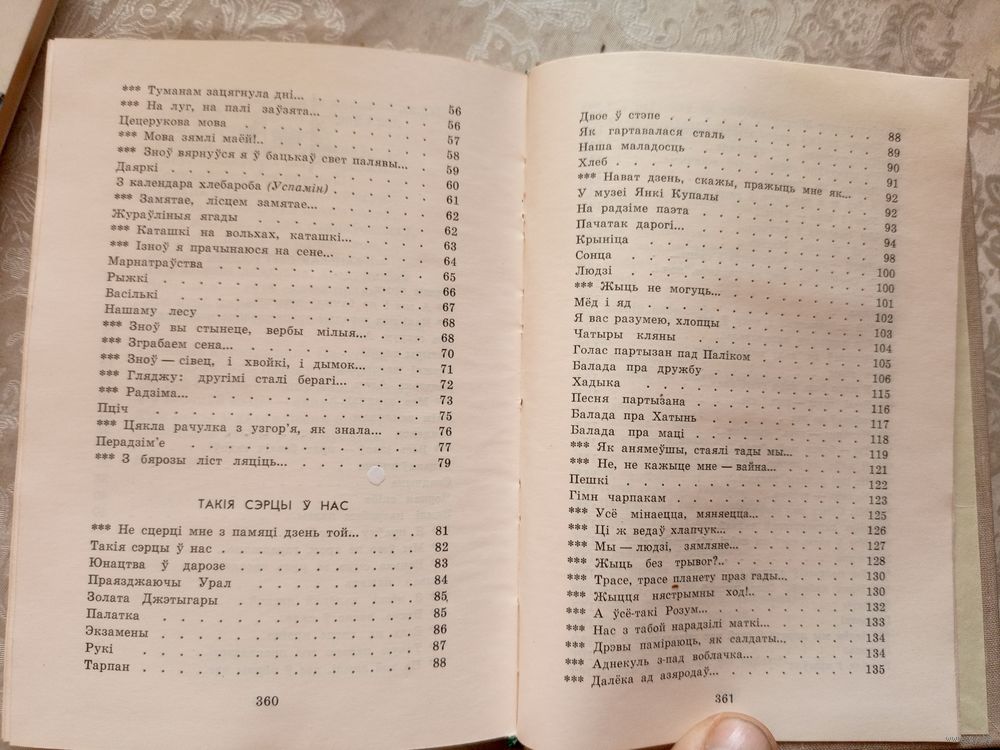 *** Туманам зацягнула дні... . . . . . 56
*** На луг, на палі заўзята... . . . . . 56
Цецерукова мова . . . . . . . . 57
*** Мова зямлі маёй!.. . . . . . . . 58
*** Зноў вярнуўся я ў бацькаў свет палявы... . . 59
Даяркі . . . . . . . . . . . 60
З календара хлебароба (Успамін) . . . . . 61
*** Замятае, лісцем замятае... . . . . . 62
Жураўліныя ягады . . . . . . . . 62
*** Каташкі на вольхах, каташкі... . . . . 63
*** Ізноў я прачынаюся на сене... . . . . 64
Марнатраўства . . . . . . . . . 65
Рыжкі . . . . . . . . . . . 66
Васількі . . . . . . . . . . . 67
Нашаму лесу . . . . . . . . . . 68
*** Зноў вы стынеце, вербы мілыя... . . . 68
*** Зграбаем сена... . . . . . . . . 70
*** Зноў — сівец, і хвойкі, і дымок... . . . 71
*** Гляджу: другімі сталі берагі... . . . . 72
*** Радзіма... . . . . . . . . . . 73
Пціч . . . . . . . . . . . . 75
*** Цякла рачулка з узгор'я, як знала... . . 76
Перадзім'е . . . . . . . . . . 77
*** З бярозы ліст ляціць... . . . . . . 79
ТАКІЯ СЭРЦЫ Ў НАС
*** Не сцерці мне з памяці дзень той... . . . 81
Такія сэрцы ў нас . . . . . . . . 82
Юнацтва ў дарозе . . . . . . . . 83
Праязджаючы Урал . . . . . . . . 84
Золата Джэтыгары . . . . . . . . 85
Палатка . . . . . . . . . . . 85
Экзамены . . . . . . . . . . 86
Рукі . . . . . . . . . . . . 87
Тарпан . . . . . . . . . . . 88
360
Двое ў стэпе . . . . . . . . . . 88
Як гартавалася сталь . . . . . . . 89
Наша маладосць . . . . . . . . . 90
Хлеб . . . . . . . . . . . . 91
*** Нават дзень, скажы, пражыць мне як... . . 92
У музеі Янкі Купалы . . . . . . . 92
На радзіме паэта . . . . . . . . 93
Пачатак дарогі... . . . . . . . . 94
Крыніца . . . . . . . . . . . 98
Сонца . . . . . . . . . . . 100
Людзі . . . . . . . . . . . 100
*** Жыць не могуць... . . . . . . . 101
Мёд і яд . . . . . . . . . . . 102
Я вас разумею, хлопцы . . . . . . 103
Чатыры кляны . . . . . . . . . 104
Голас партызан пад Паліком . . . . . 105
Балада пра дружбу . . . . . . . . 106
Хадыка . . . . . . . . . . . 115
Песня партызана . . . . . . . . 116
Балада пра Хатынь . . . . . . . . 117
Балада пра маці . . . . . . . . . 118
*** Як анямеўшы, стаялі тады мы... . . . . 119
*** Не, не кажыце мне — вайна... . . . . . 121
Пешкі . . . . . . . . . . . 122
Гімн чарпакам . . . . . . . . . 123
*** Усё мінаецца, мяняецца... . . . . . 125
*** Ці ж ведаў хлапчук... . . . . . . 126
*** Мы — людзі, зямляне... . . . . . . 127
*** Жыць без трывог?.. . . . . . . . 128
*** Трасе, трасе планету праз гады... . . . . 130
*** Жыцця нястрымны ход!.. . . . . . . 130
*** А ўсё-такі Розум... . . . . . . . 132
*** Нас з табой нарадзілі маткі... . . . . . 133
*** Дрэвы паміраюць, як салдаты... . . . . 134
*** Аднекуль з-пад воблачка... . . . . . 134
*** Далёка ад азяродаў... . . . . . . . 135
361